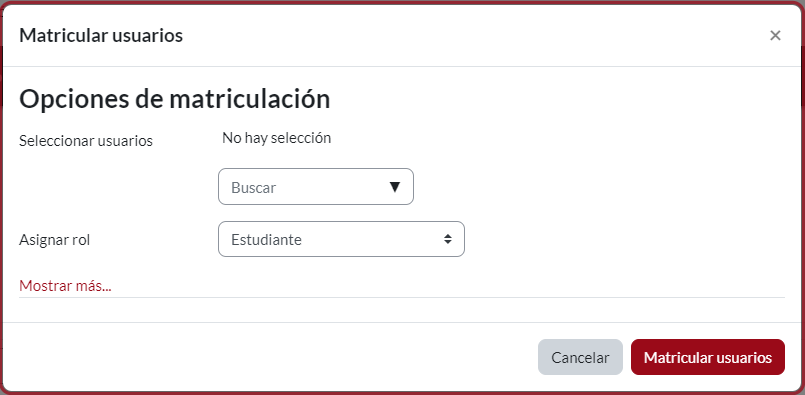 Matricular usuarios
×
Opciones de matriculación
Seleccionar usuarios
No hay selección
Buscar ▼
Asignar rol
Estudiante
Mostrar más...
Cancelar
Matricular usuarios